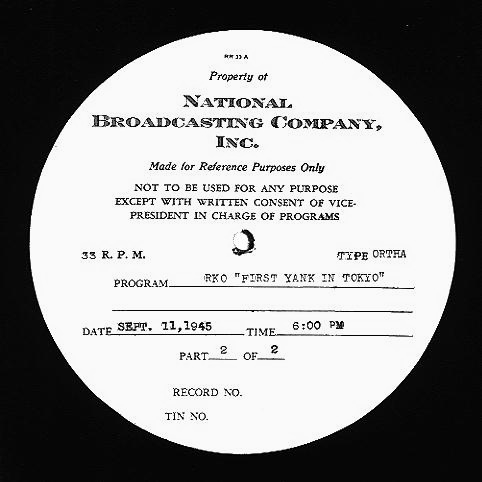 RR 33 A
Property of
NATIONAL
BROADCASTING COMPANY,
INC.
Made for Reference Purposes Only
NOT TO BE USED FOR ANY PURPOSE
EXCEPT WITH WRITTEN CONSENT OF VICE-
PRESIDENT IN CHARGE OF PROGRAMS
33 R. P. M. TYPE ORTHA
PROGRAM RKO "FIRST YANK IN TOKYO"
DATE SEPT. 11,1945 TIME 6:00 PM
PART 2 OF 2
RECORD NO.
TIN NO.